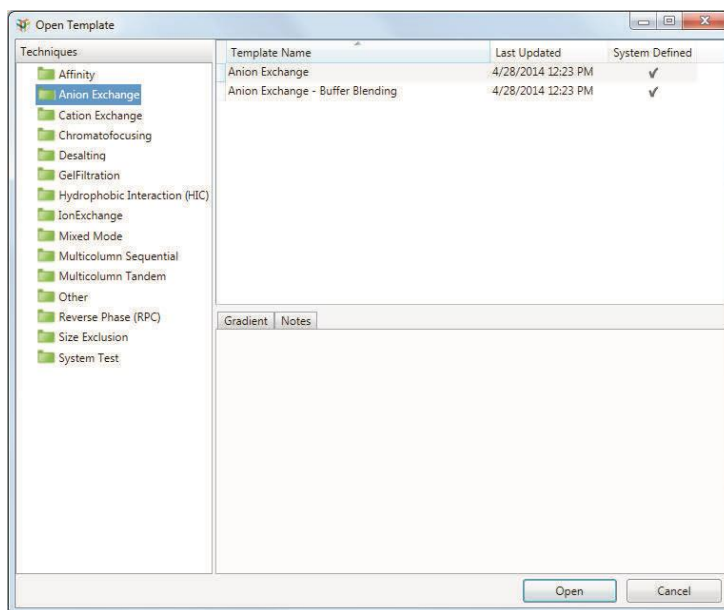 Open Template
Techniques
Affinity
Anion Exchange
Cation Exchange
Chromatofocusing
Desalting
GelFiltration
Hydrophobic Interaction (HIC)
IonExchange
Mixed Mode
Multicolumn Sequential
Multicolumn Tandem
Other
Reverse Phase (RPC)
Size Exclusion
System Test
Template Name Last Updated System Defined
Anion Exchange 4/28/2014 12:23 PM
Anion Exchange - Buffer Blending 4/28/2014 12:23 PM
Gradient Notes
Open Cancel